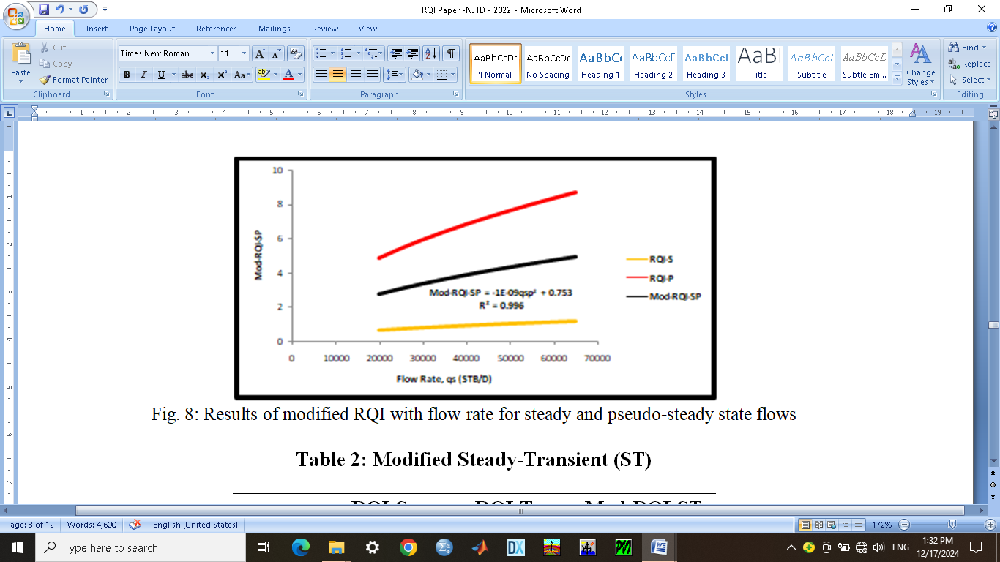 RQI Paper -NJTD - 2022 - Microsoft Word
Home Insert Page Layout References Mailings Review View
Paste
Cut
Copy
Format Painter
Clipboard
Times New Roman 11
Font
Paragraph
AaBbCcDc AaBbCcDc AaBbCc AaBbCcD AaBbCcI AaBl AaBbCcL AaBbCcL
¶ Normal No Spacing Heading 1 Heading 2 Heading 3 Title Subtitle Subtle Em...
Change Styles
Styles
Find
Replace
Select
Editing
1 2 3 4 5 6 7 8 9 10 11 12 13 14 15 16 17 18 19
Mod-RQI-SP
10
8
6
4
2
0
Mod-RQI-SP = -1E-09qsp² + 0.753
R² = 0.996
RQI-S
RQI-P
Mod-RQI-SP
0 10000 20000 30000 40000 50000 60000 70000
Flow Rate, qs (STB/D)
Fig. 8: Results of modified RQI with flow rate for steady and pseudo-steady state flows
Table 2: Modified Steady-Transient (ST)
Page: 8 of 12 Words: 4,600 English (United States) 172%
Type here to search
DX
ENG
1:32 PM
12/17/2024